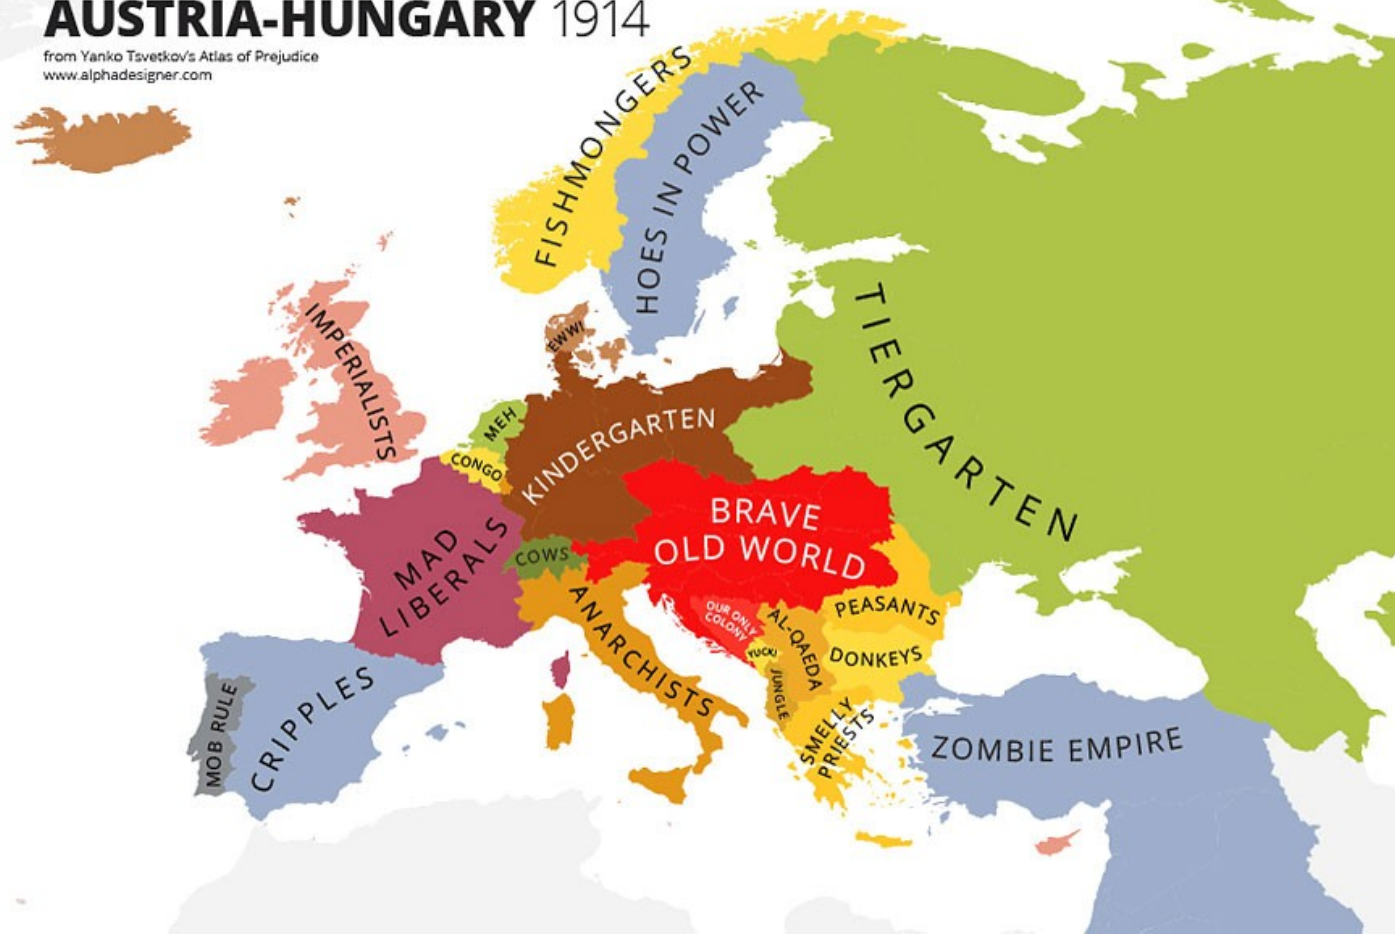 AUSTRIA-HUNGARY 1914
from Yanko Tsvetkov's Atlas of Prejudice
www.alphadesigner.com
FISHMONGERS
HOES IN POWER
TIERGARTEN
IMPERIALISTS
EWW!
MEH
CONGO
KINDERGARTEN
BRAVE
OLD WORLD
MAD
LIBERALS
COWS
ANARCHISTS
OUR ONLY
COLONY
YUCK!
AL-QAEDA
JUNGLE
PEASANTS
DONKEYS
SMELLY
PRIESTS
ZOMBIE EMPIRE
MOB RULE
CRIPPLES